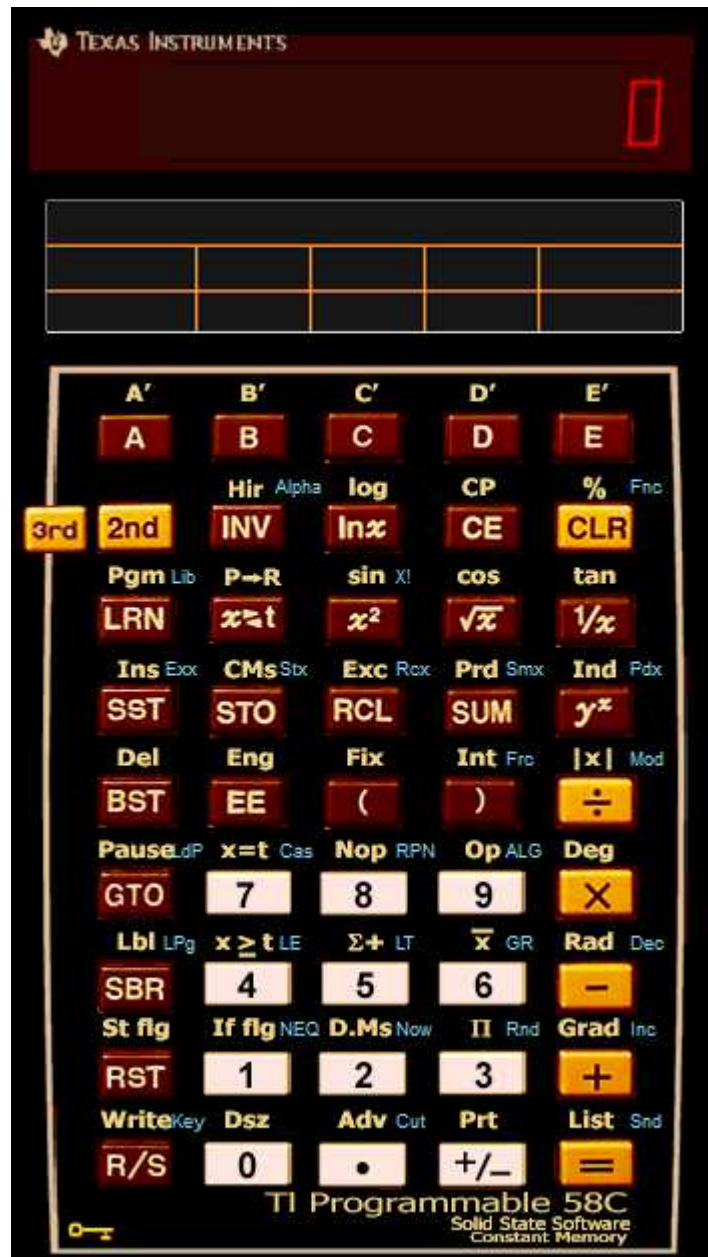 TEXAS INSTRUMENTS
0
A′ B′ C′ D′ E′
A B C D E
Hir Alpha log CP % Fnc
3rd 2nd INV lnx CE CLR
Pgm Lib P→R sin X! cos tan
LRN x⇄t x² √x 1/x
Ins Exx CMs Stx Exc Rcx Prd Smx Ind Pdx
SST STO RCL SUM yˣ
Del Eng Fix Int Frc |x| Mod
BST EE ( ) ÷
Pause LdP x=t Cas Nop RPN Op ALG Deg
GTO 7 8 9 ×
Lbl LPg x ≥ t LE Σ+ LT x̅ GR Rad Dec
SBR 4 5 6 −
St flg If flg NEQ D.Ms Now Π Rnd Grad Inc
RST 1 2 3 +
Write Key Dsz Adv Cut Prt List Snd
R/S 0 • +/− =
TI Programmable 58C
Solid State Software
Constant Memory